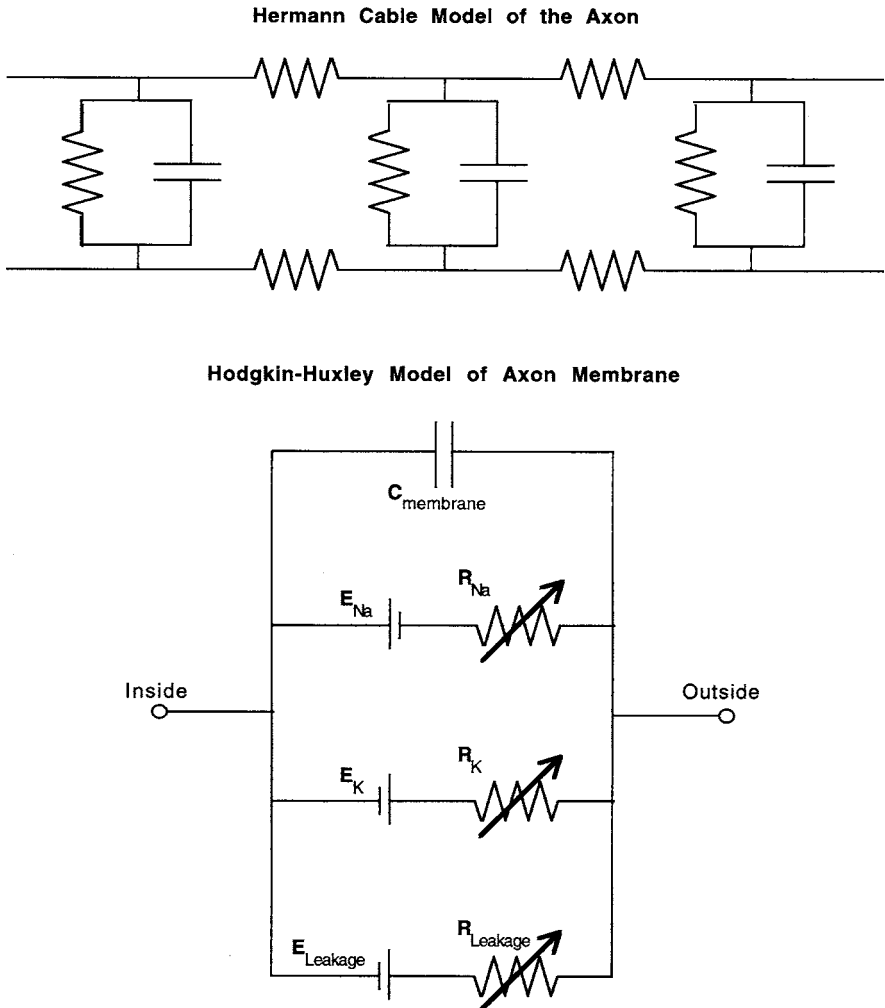 Hermann Cable Model of the Axon
Hodgkin-Huxley Model of Axon Membrane
C membrane
E Na
R Na
Inside
Outside
E K
R K
E Leakage
R Leakage